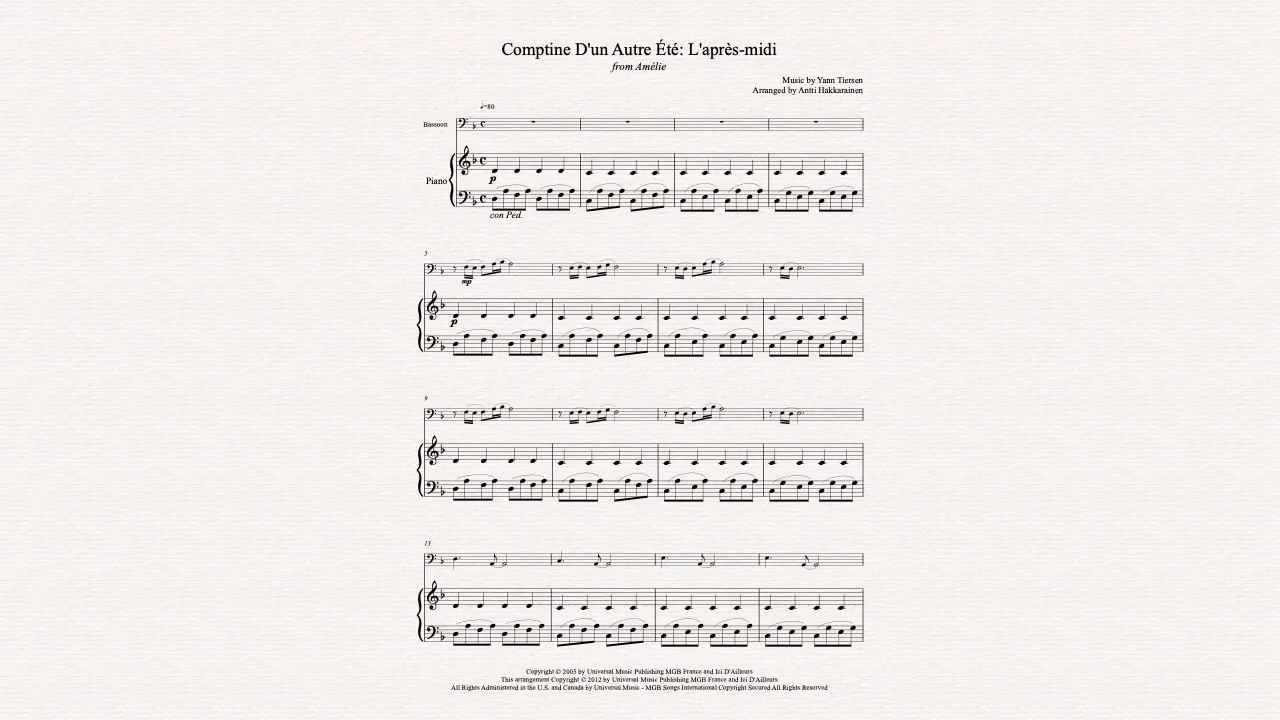 Comptine D'un Autre Été: L'après-midi
from Amélie
Music by Yann Tiersen
Arranged by Antti Hakkarainen
♩=80
Bassoon
Piano
p
con Ped.
5
mp
p
9
13
Copyright © 2005 by Universal Music Publishing MGB France and Ici D'Ailleurs
This arrangement Copyright © 2012 by Universal Music Publishing MGB France and Ici D'Ailleurs
All Rights Administered in the U.S. and Canada by Universal Music - MGB Songs International Copyright Secured All Rights Reserved